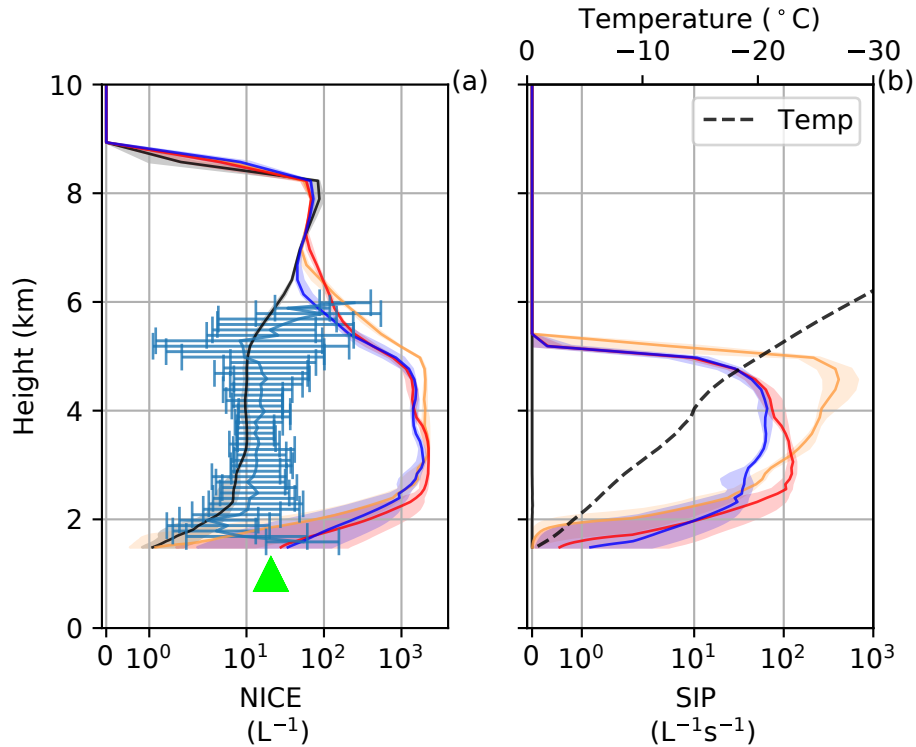 Temperature (°C)
0 −10 −20 −30
(a) (b)
Temp
Height (km)
10
8
6
4
2
0
0 10⁰ 10¹ 10² 10³
0 10⁰ 10¹ 10² 10³
NICE
(L⁻¹)
SIP
(L⁻¹s⁻¹)